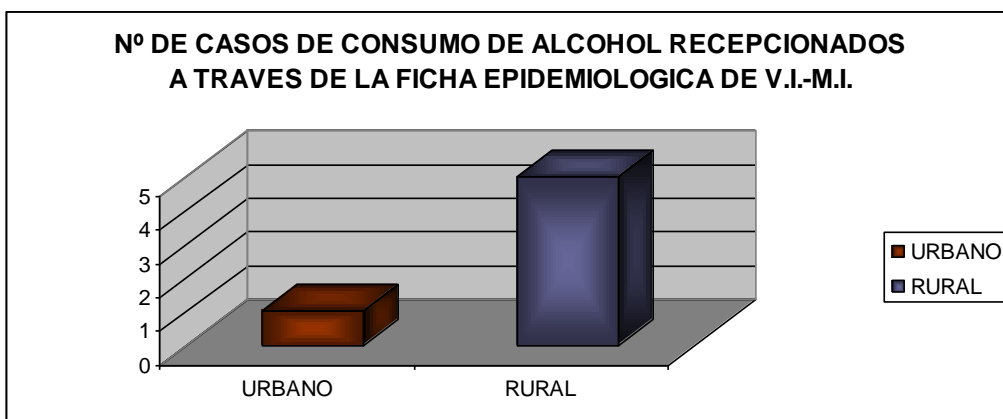 Nº DE CASOS DE CONSUMO DE ALCOHOL RECEPCIONADOS
A TRAVES DE LA FICHA EPIDEMIOLOGICA DE V.I.-M.I.
5
4
3
2
1
0
URBANO
RURAL
URBANO
RURAL